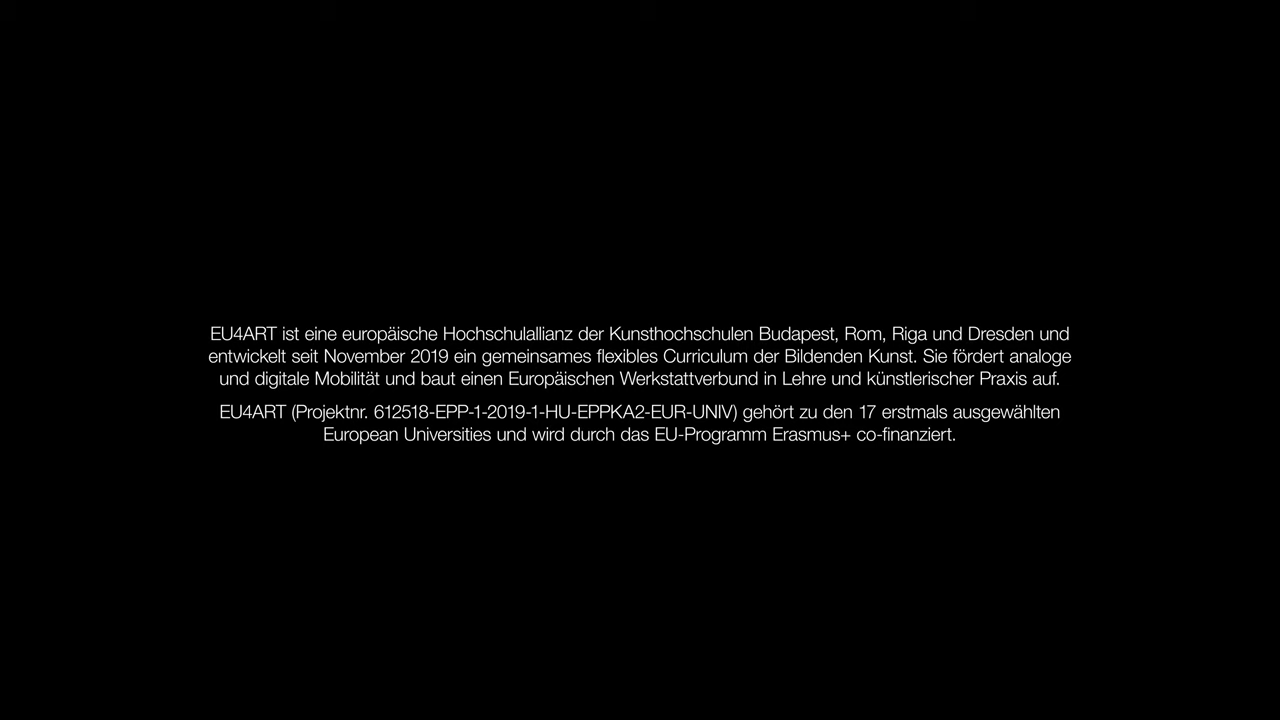 EU4ART ist eine europäische Hochschulallianz der Kunsthochschulen Budapest, Rom, Riga und Dresden und
entwickelt seit November 2019 ein gemeinsames flexibles Curriculum der Bildenden Kunst. Sie fördert analoge
und digitale Mobilität und baut einen Europäischen Werkstattverbund in Lehre und künstlerischer Praxis auf.
EU4ART (Projektnr. 612518-EPP-1-2019-1-HU-EPPKA2-EUR-UNIV) gehört zu den 17 erstmals ausgewählten
European Universities und wird durch das EU-Programm Erasmus+ co-finanziert.